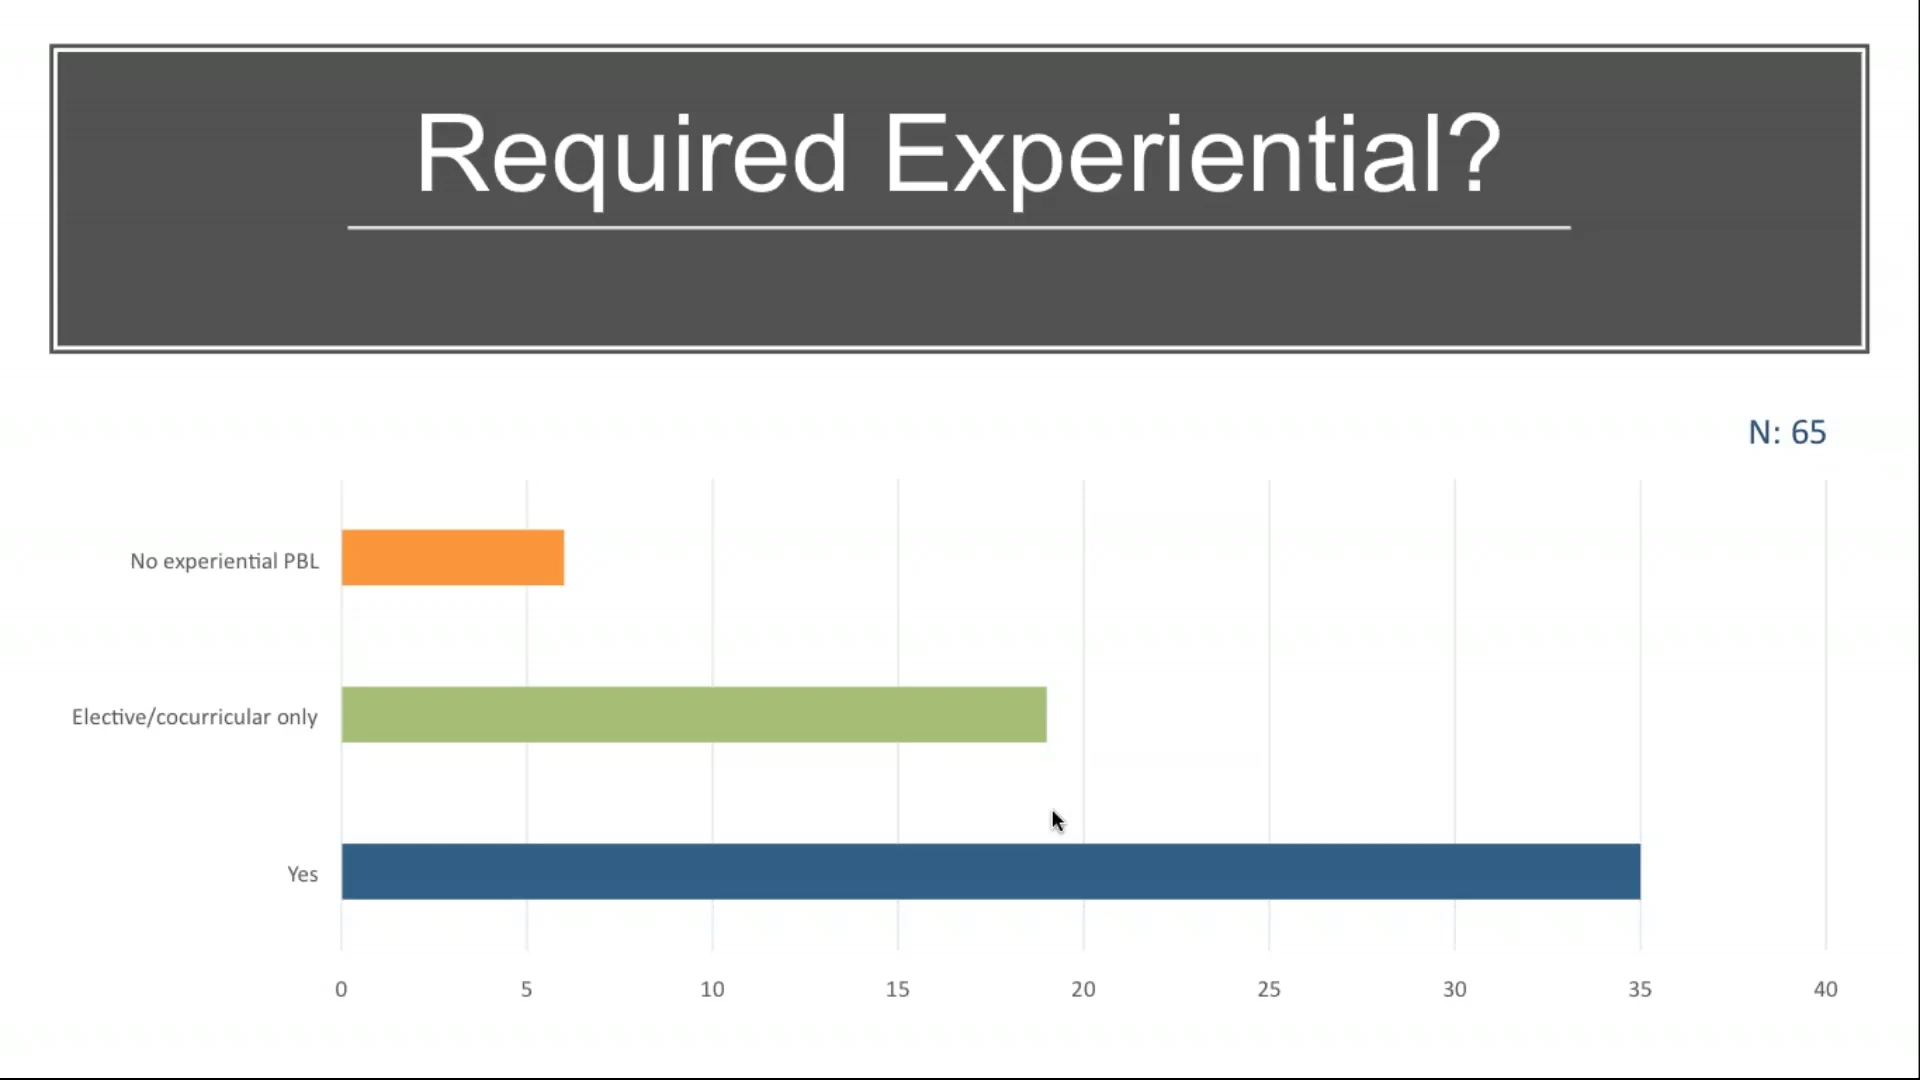 Required Experiential?
N: 65
No experiential PBL
Elective/cocurricular only
Yes
0 5 10 15 20 25 30 35 40